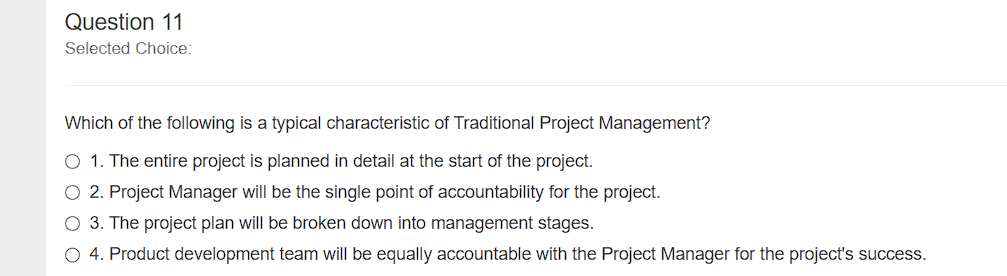 Question 11
Selected Choice:
Which of the following is a typical characteristic of Traditional Project Management?
1. The entire project is planned in detail at the start of the project.
2. Project Manager will be the single point of accountability for the project.
3. The project plan will be broken down into management stages.
4. Product development team will be equally accountable with the Project Manager for the project's success.